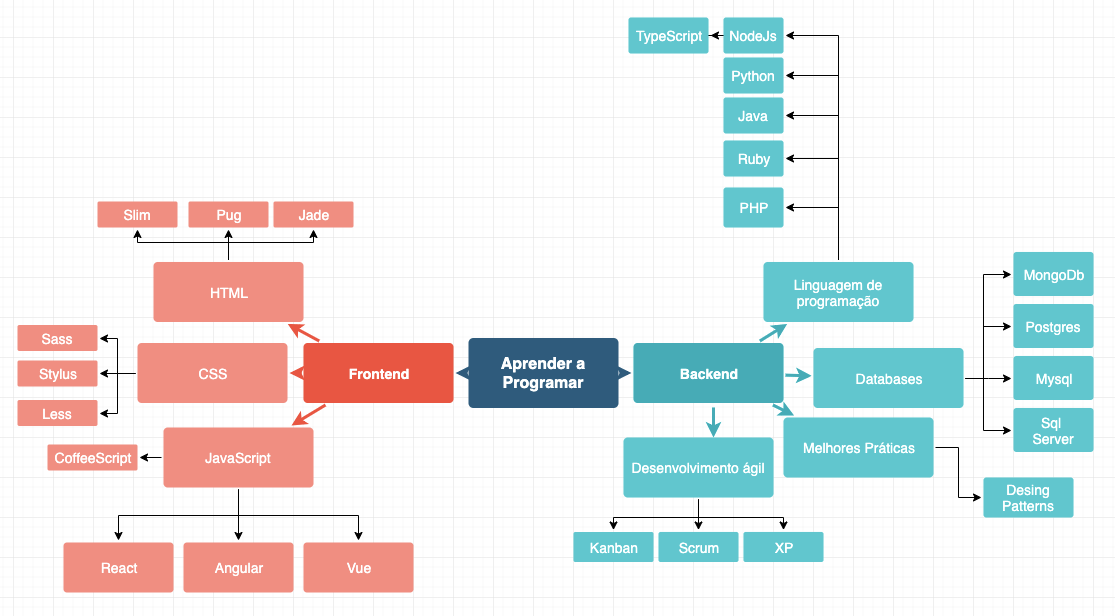 TypeScript
NodeJs
Python
Java
Ruby
PHP
Slim
Pug
Jade
HTML
Linguagem de
programação
MongoDb
Sass
Postgres
Stylus
CSS
Frontend
Aprender a
Programar
Backend
Databases
Mysql
Less
Sql
Server
CoffeeScript
JavaScript
Desenvolvimento ágil
Melhores Práticas
Desing
Patterns
Kanban
Scrum
XP
React
Angular
Vue